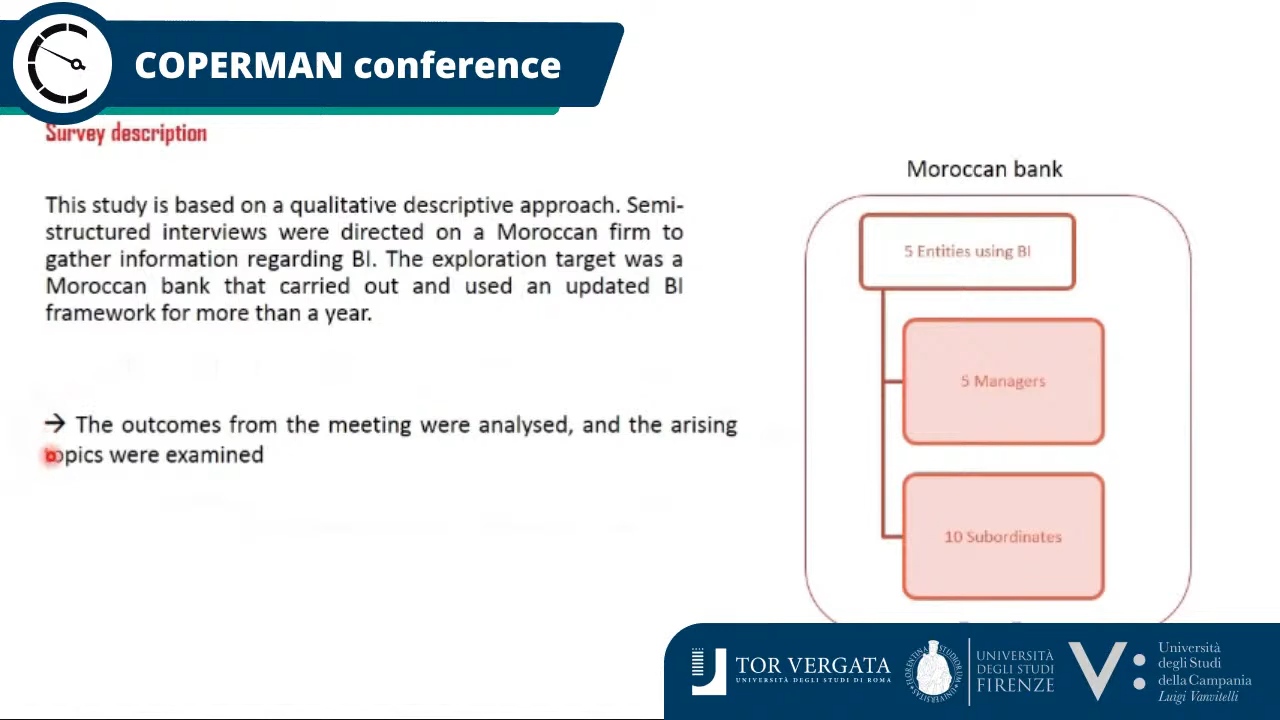 COPERMAN conference
Survey description
This study is based on a qualitative descriptive approach. Semi-
structured interviews were directed on a Moroccan firm to
gather information regarding BI. The exploration target was a
Moroccan bank that carried out and used an updated BI
framework for more than a year.
→ The outcomes from the meeting were analysed, and the arising
topics were examined
Moroccan bank
5 Entities using BI
5 Managers
10 Subordinates
TOR VERGATA
UNIVERSITÀ DEGLI STUDI DI ROMA
FLORENTINA STUDIORUM UNIVERSITAS
UNIVERSITÀ
DEGLI STUDI
FIRENZE
V:
Università
degli Studi
della Campania
Luigi Vanvitelli